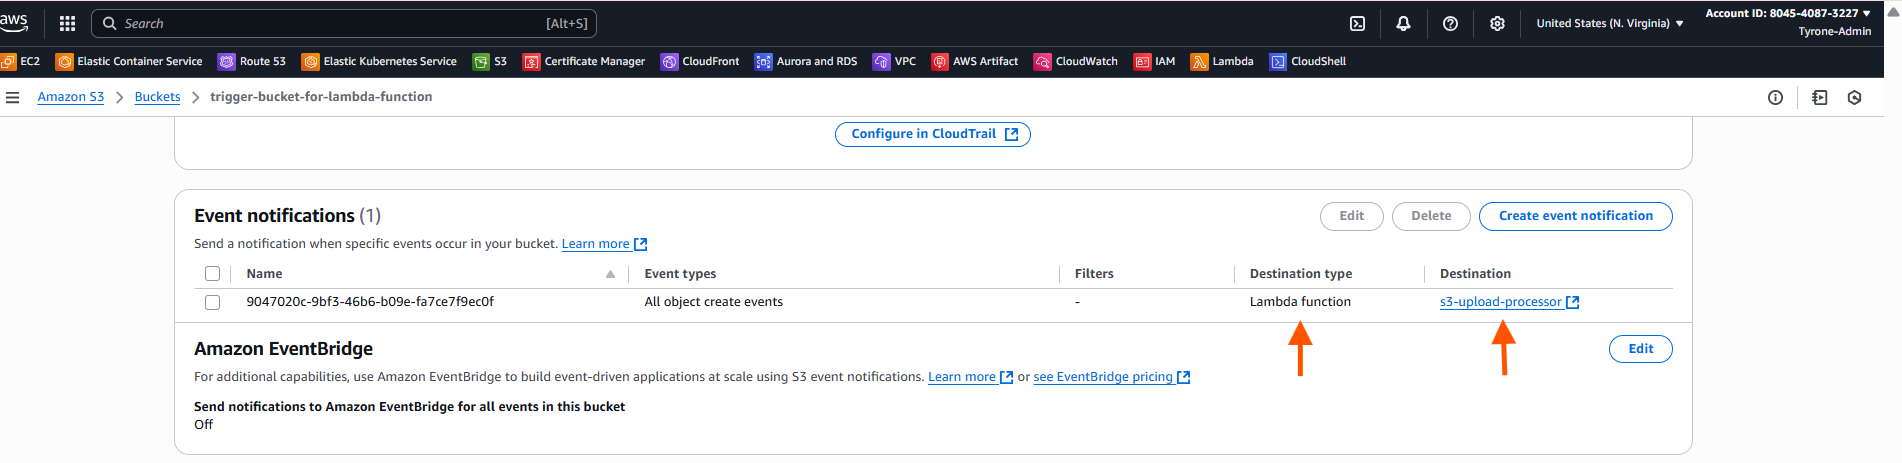 aws Search [Alt+S] United States (N. Virginia) ▼ Account ID: 8045-4087-3227 ▼
Tyrone-Admin
EC2 Elastic Container Service Route 53 Elastic Kubernetes Service S3 Certificate Manager CloudFront Aurora and RDS VPC AWS Artifact CloudWatch IAM Lambda CloudShell
Amazon S3 > Buckets > trigger-bucket-for-lambda-function
Configure in CloudTrail
Event notifications (1) Edit Delete Create event notification
Send a notification when specific events occur in your bucket. Learn more
Name Event types Filters Destination type Destination
9047020c-9bf3-46b6-b09e-fa7ce7f9ec0f All object create events - Lambda function s3-upload-processor
Amazon EventBridge Edit
For additional capabilities, use Amazon EventBridge to build event-driven applications at scale using S3 event notifications. Learn more or see EventBridge pricing
Send notifications to Amazon EventBridge for all events in this bucket
Off